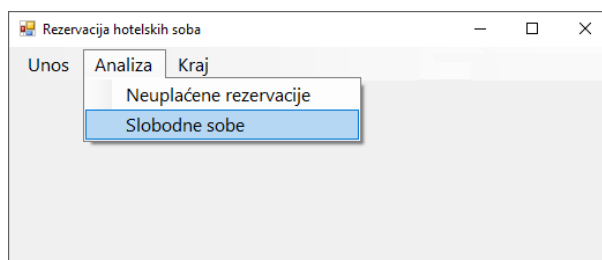 Rezervacija hotelskih soba
Unos Analiza Kraj
Neuplaćene rezervacije
Slobodne sobe